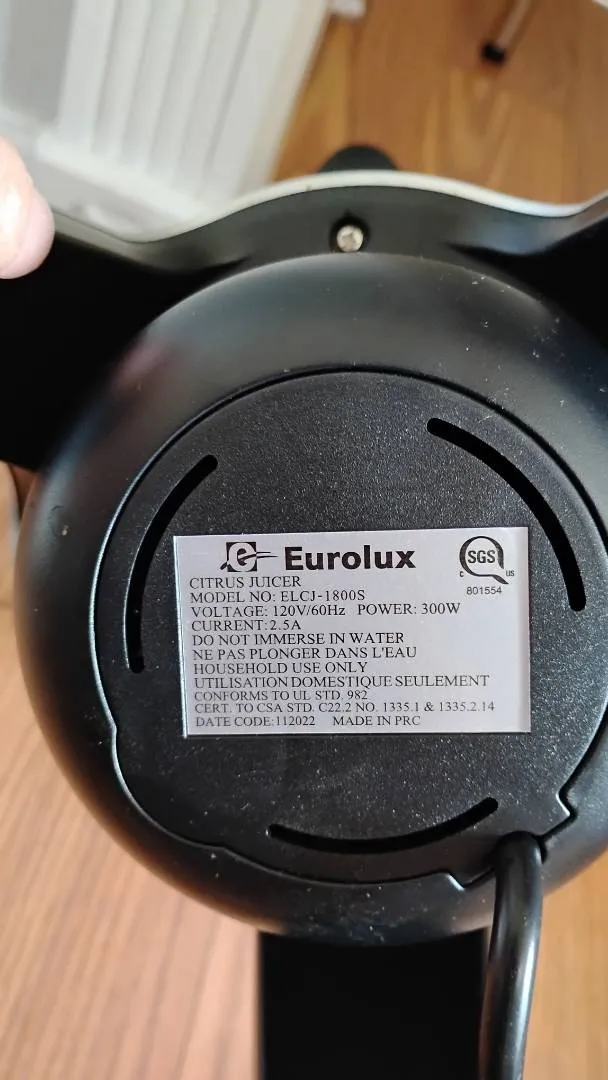 Eurolux
SGS
C US
801554
CITRUS JUICER
MODEL NO: ELCJ-1800S
VOLTAGE: 120V/60Hz POWER: 300W
CURRENT:2.5A
DO NOT IMMERSE IN WATER
NE PAS PLONGER DANS L'EAU
HOUSEHOLD USE ONLY
UTILISATION DOMESTIQUE SEULEMENT
CONFORMS TO UL STD. 982
CERT. TO CSA STD. C22.2 NO. 1335.1 & 1335.2.14
DATE CODE:112022 MADE IN PRC